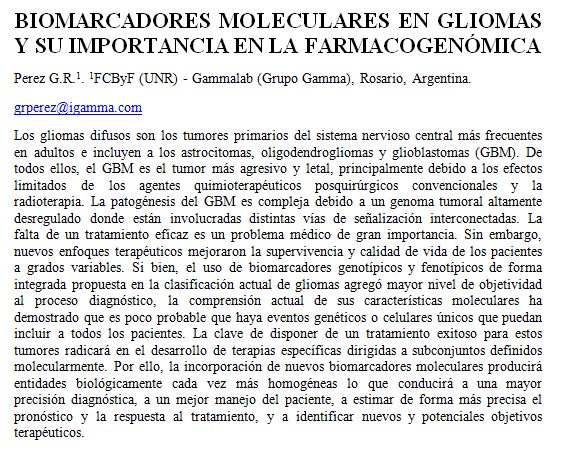 BIOMARCADORES MOLECULARES EN GLIOMAS
Y SU IMPORTANCIA EN LA FARMACOGENÓMICA
Perez G.R.¹. ¹FCByF (UNR) - Gammalab (Grupo Gamma), Rosario, Argentina.
grperez@igamma.com
Los gliomas difusos son los tumores primarios del sistema nervioso central más frecuentes
en adultos e incluyen a los astrocitomas, oligodendrogliomas y glioblastomas (GBM). De
todos ellos, el GBM es el tumor más agresivo y letal, principalmente debido a los efectos
limitados de los agentes quimioterapéuticos posquirúrgicos convencionales y la
radioterapia. La patogénesis del GBM es compleja debido a un genoma tumoral altamente
desregulado donde están involucradas distintas vías de señalización interconectadas. La
falta de un tratamiento eficaz es un problema médico de gran importancia. Sin embargo,
nuevos enfoques terapéuticos mejoraron la supervivencia y calidad de vida de los pacientes
a grados variables. Si bien, el uso de biomarcadores genotípicos y fenotípicos de forma
integrada propuesta en la clasificación actual de gliomas agregó mayor nivel de objetividad
al proceso diagnóstico, la comprensión actual de sus características moleculares ha
demostrado que es poco probable que haya eventos genéticos o celulares únicos que puedan
incluir a todos los pacientes. La clave de disponer de un tratamiento exitoso para estos
tumores radicará en el desarrollo de terapias específicas dirigidas a subconjuntos definidos
molecularmente. Por ello, la incorporación de nuevos biomarcadores moleculares producirá
entidades biológicamente cada vez más homogéneas lo que conducirá a una mayor
precisión diagnóstica, a un mejor manejo del paciente, a estimar de forma más precisa el
pronóstico y la respuesta al tratamiento, y a identificar nuevos y potenciales objetivos
terapéuticos.